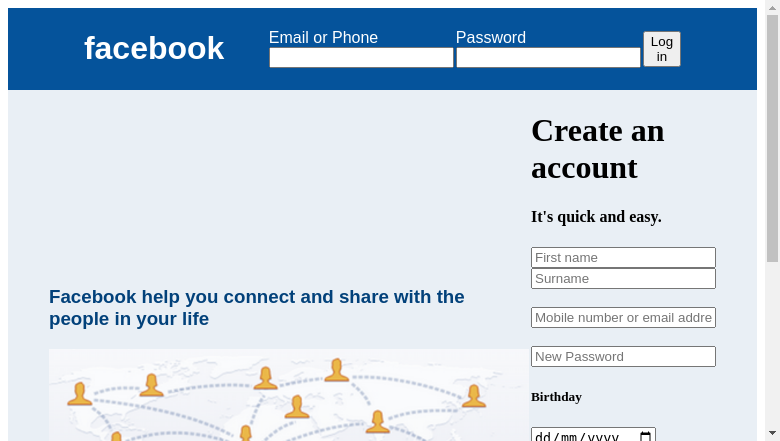 facebook
Email or Phone
Password
Log
in
Create an
account
It's quick and easy.
First name
Surname
Facebook help you connect and share with the
people in your life
Mobile number or email addre
New Password
Birthday
dd/mm/yyyy